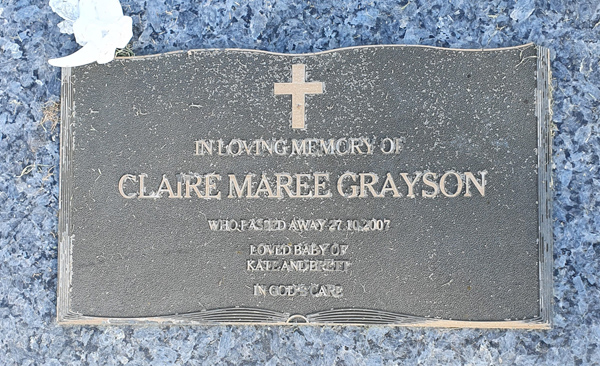 IN LOVING MEMORY OF
CLAIRE MAREE GRAYSON
WHO PASSED AWAY 27.10.2007
LOVED BABY OF
KATE AND BRETT
IN GOD'S CARE